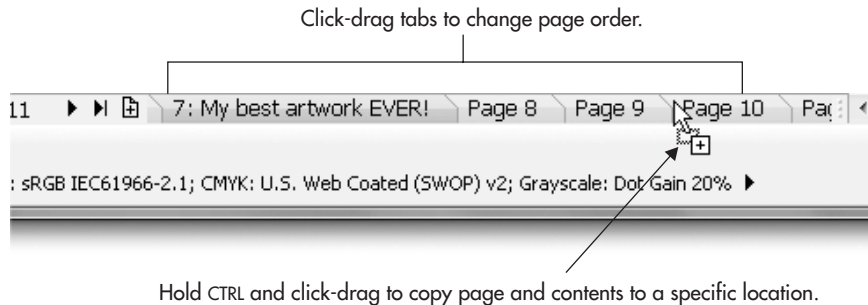 Click-drag tabs to change page order.
11 7: My best artwork EVER! Page 8 Page 9 Page 10
: sRGB IEC61966-2.1; CMYK: U.S. Web Coated (SWOP) v2; Grayscale: Dot Gain 20%
Hold CTRL and click-drag to copy page and contents to a specific location.